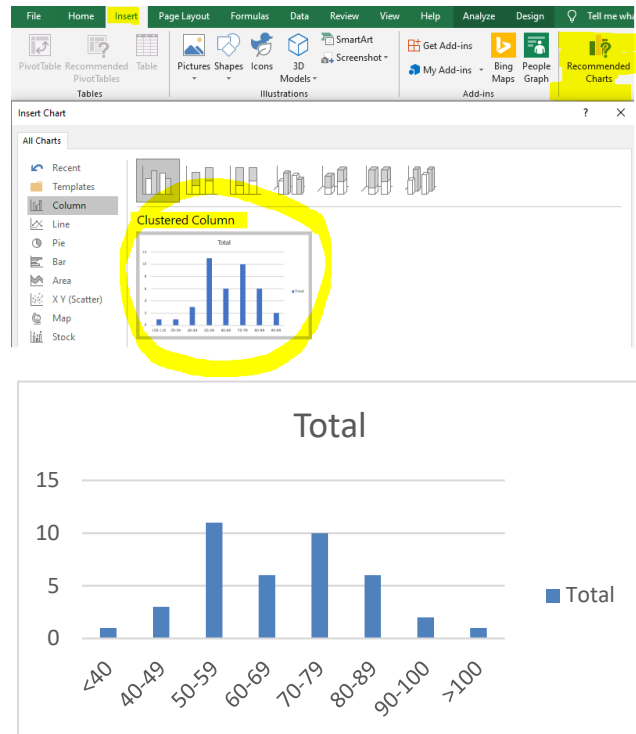 File Home Insert Page Layout Formulas Data Review View Help Analyze Design Tell me wha
PivotTable Recommended PivotTables Table
Tables
Pictures Shapes Icons 3D Models
SmartArt
Screenshot
Illustrations
Get Add-ins
My Add-ins
Bing Maps
People Graph
Add-ins
Recommended Charts
Insert Chart ? ×
All Charts
Recent
Templates
Column
Line
Pie
Bar
Area
X Y (Scatter)
Map
Stock
Clustered Column
Total
Total
Total
15
10
5
0
<40 40-49 50-59 60-69 70-79 80-89 90-100 >100
Total